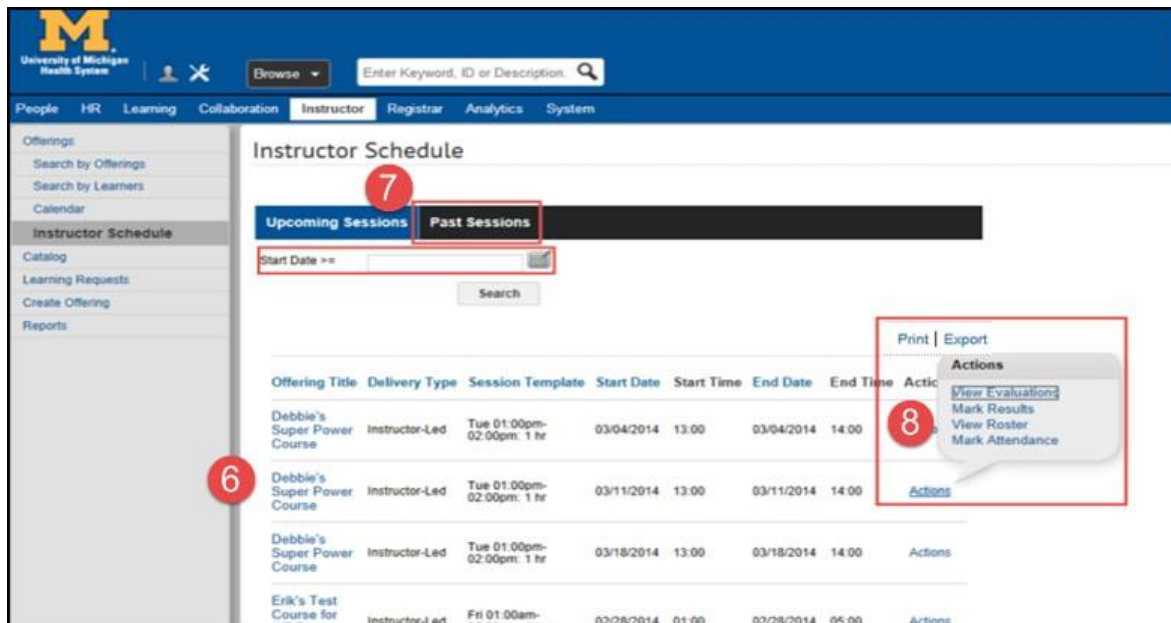 M
University of Michigan
Health System
Browse
Enter Keyword, ID or Description.
People HR Learning Collaboration Instructor Registrar Analytics System
Offerings
Search by Offerings
Search by Learners
Calendar
Instructor Schedule
Catalog
Learning Requests
Create Offering
Reports
Instructor Schedule
7
Upcoming Sessions Past Sessions
Start Date >=
Search
Print | Export
Actions
View Evaluations
Mark Results
View Roster
Mark Attendance
8
Offering Title Delivery Type Session Template Start Date Start Time End Date End Time
Debbie's
Super Power
Course
Instructor-Led
Tue 01:00pm-
02:00pm: 1 hr
03/04/2014 13:00 03/04/2014 14:00
6
Debbie's
Super Power
Course
Instructor-Led
Tue 01:00pm-
02:00pm: 1 hr
03/11/2014 13:00 03/11/2014 14:00 Actions
Debbie's
Super Power
Course
Instructor-Led
Tue 01:00pm-
02:00pm: 1 hr
03/18/2014 13:00 03/18/2014 14:00 Actions
Erik's Test
Course for
Instructor-Led
Fri 01:00am-
02/28/2014 01:00 02/28/2014 05:00 Actions